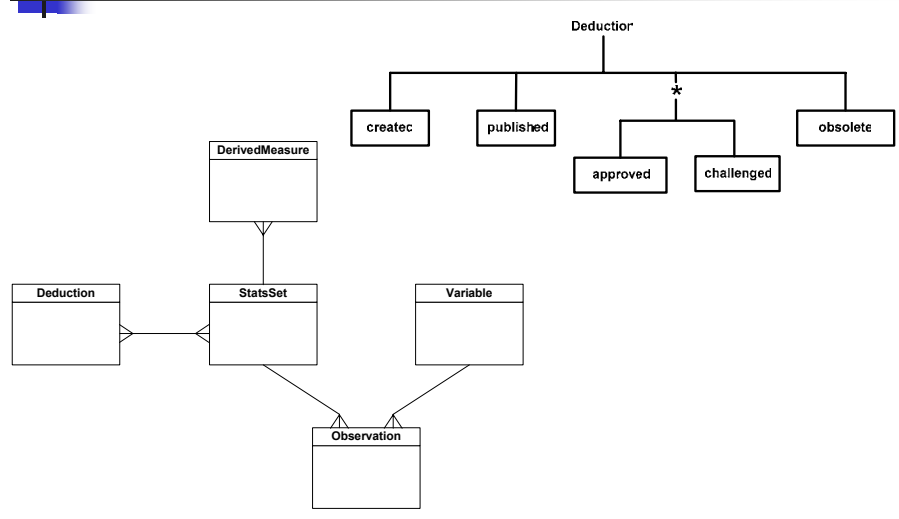 Deductior
createc
published
*
obsolete
approved
challenged
DerivedMeasure
Deduction
StatsSet
Variable
Observation